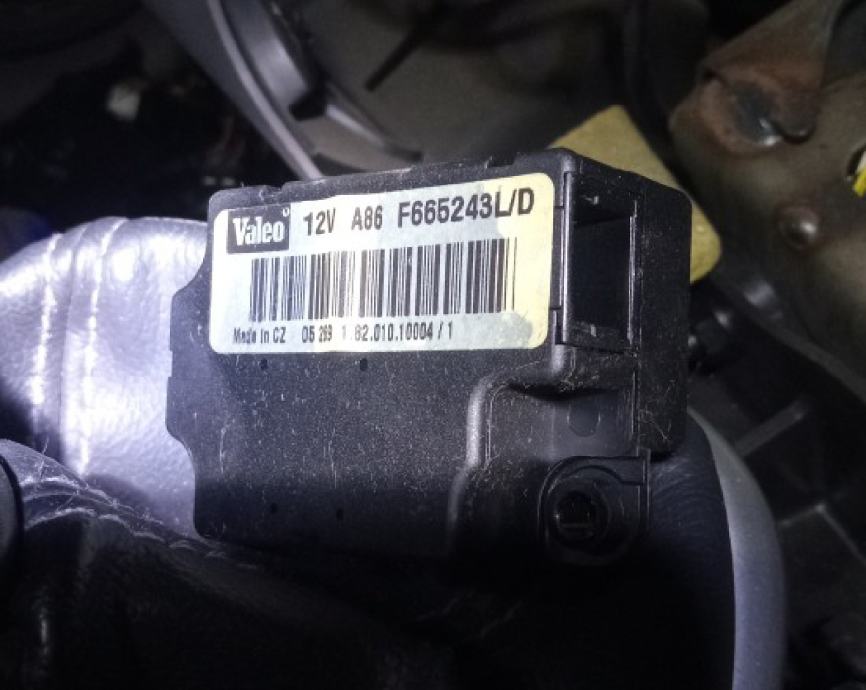 Valeo 12V A86 F665243L/D
Made In CZ 05 269 1 82.010.10004 / 1